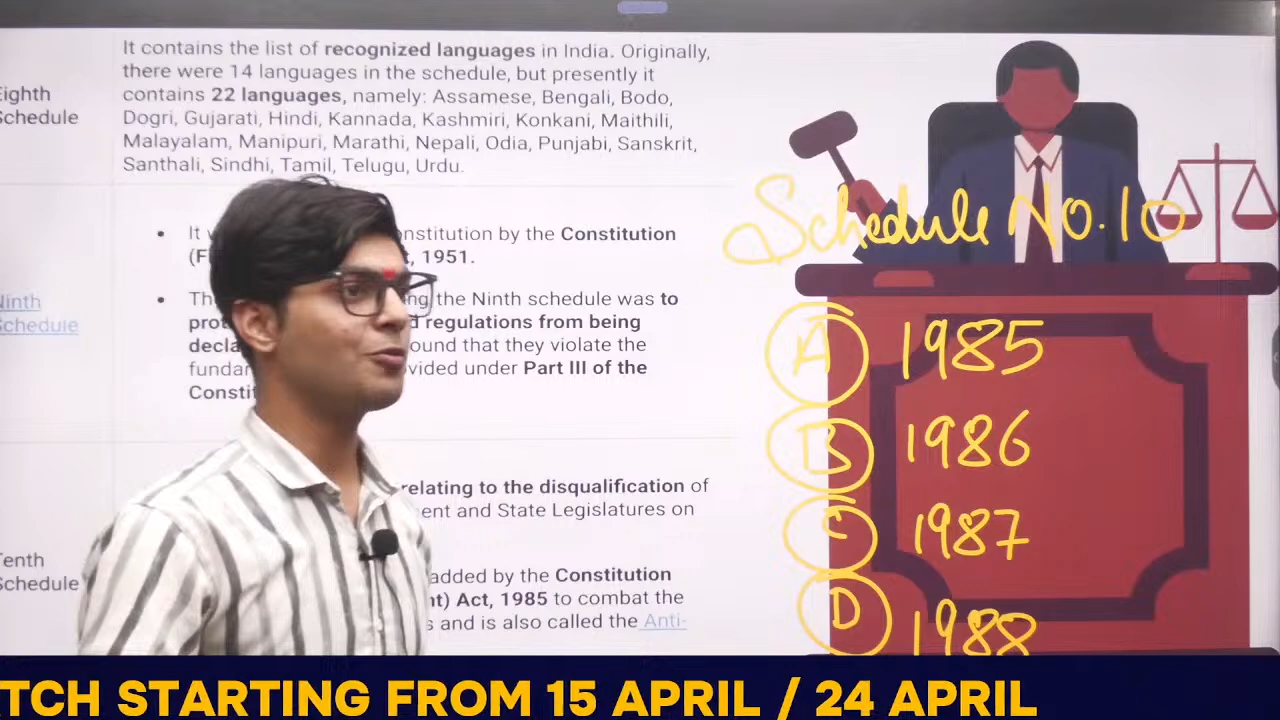 Eighth
Schedule
It contains the list of recognized languages in India. Originally,
there were 14 languages in the schedule, but presently it
contains 22 languages, namely: Assamese, Bengali, Bodo,
Dogri, Gujarati, Hindi, Kannada, Kashmiri, Konkani, Maithili,
Malayalam, Manipuri, Marathi, Nepali, Odia, Punjabi, Sanskrit,
Santhali, Sindhi, Tamil, Telugu, Urdu.
Ninth
Schedule
• It onstitution by the Constitution
, 1951.
• the Ninth schedule was to
regulations from being
ound that they violate the
vided under Part III of the
Tenth
Schedule
relating to the disqualification of
ent and State Legislatures on
added by the Constitution
t) Act, 1985 to combat the
s and is also called the Anti-
Schedule No.10
A 1985
B 1986
C 1987
D 1988
TCH STARTING FROM 15 APRIL / 24 APRIL